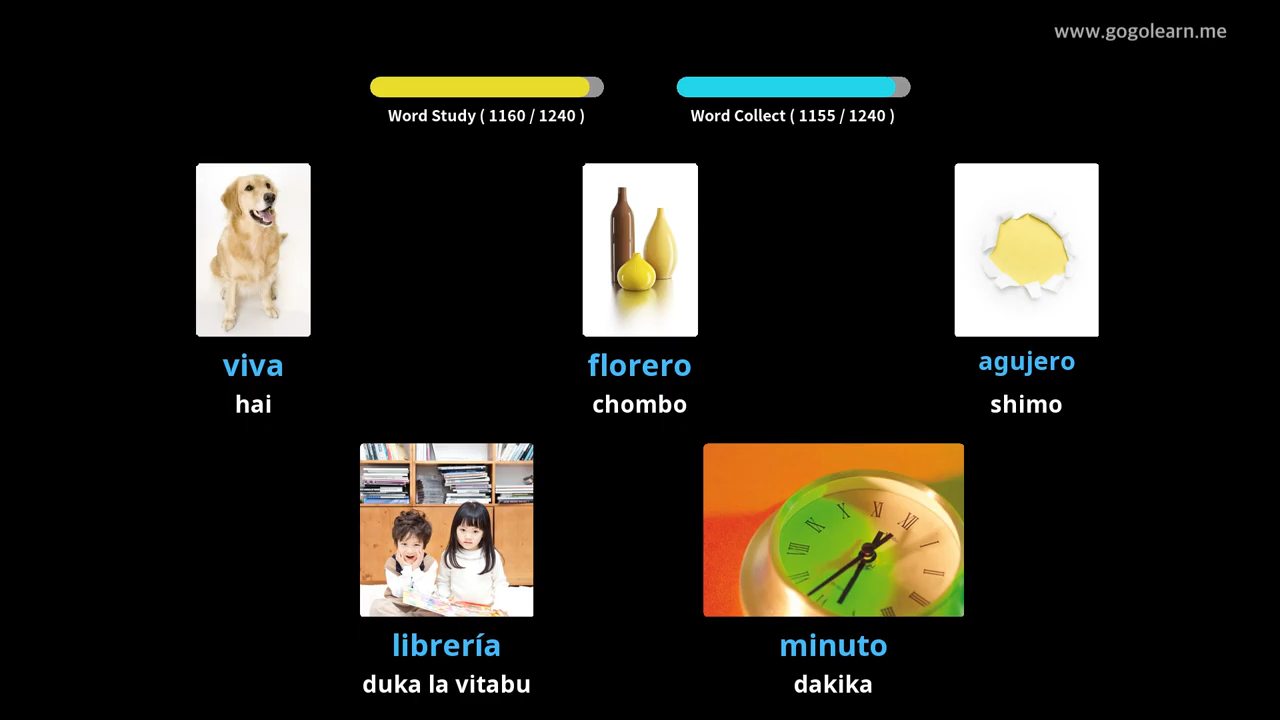 www.gogolearn.me
Word Study ( 1160 / 1240 )
Word Collect ( 1155 / 1240 )
viva
hai
florero
chombo
agujero
shimo
librería
duka la vitabu
minuto
dakika